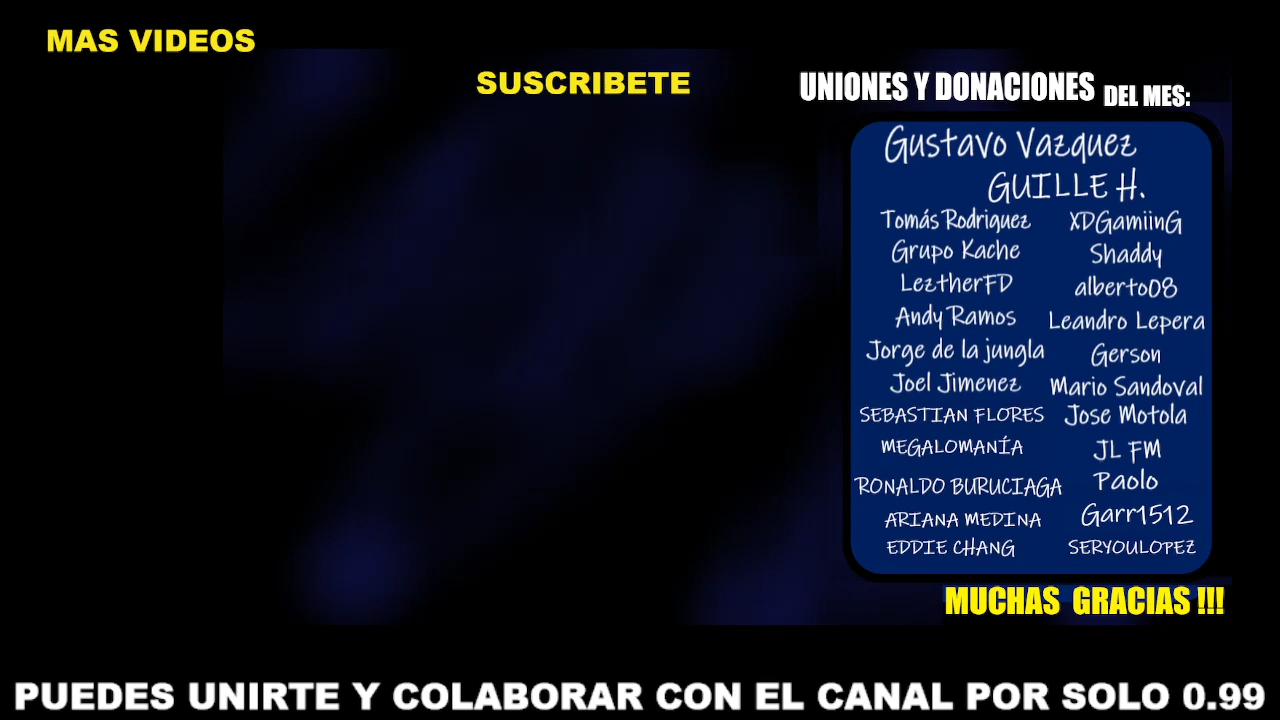 MAS VIDEOS
SUSCRIBETE
UNIONES Y DONACIONES DEL MES:
Gustavo Vazquez
GUILLE H.
Tomás Rodriguez XDGamiinG
Grupo Kache Shaddy
LeztherFD alberto08
Andy Ramos Leandro Lepera
Jorge de la jungla Gerson
Joel Jimenez Mario Sandoval
SEBASTIAN FLORES Jose Motola
MEGALOMANÍA JL FM
RONALDO BURUCIAGA Paolo
ARIANA MEDINA Garr1512
EDDIE CHANG SERYOULOPEZ
MUCHAS GRACIAS !!!
PUEDES UNIRTE Y COLABORAR CON EL CANAL POR SOLO 0.99